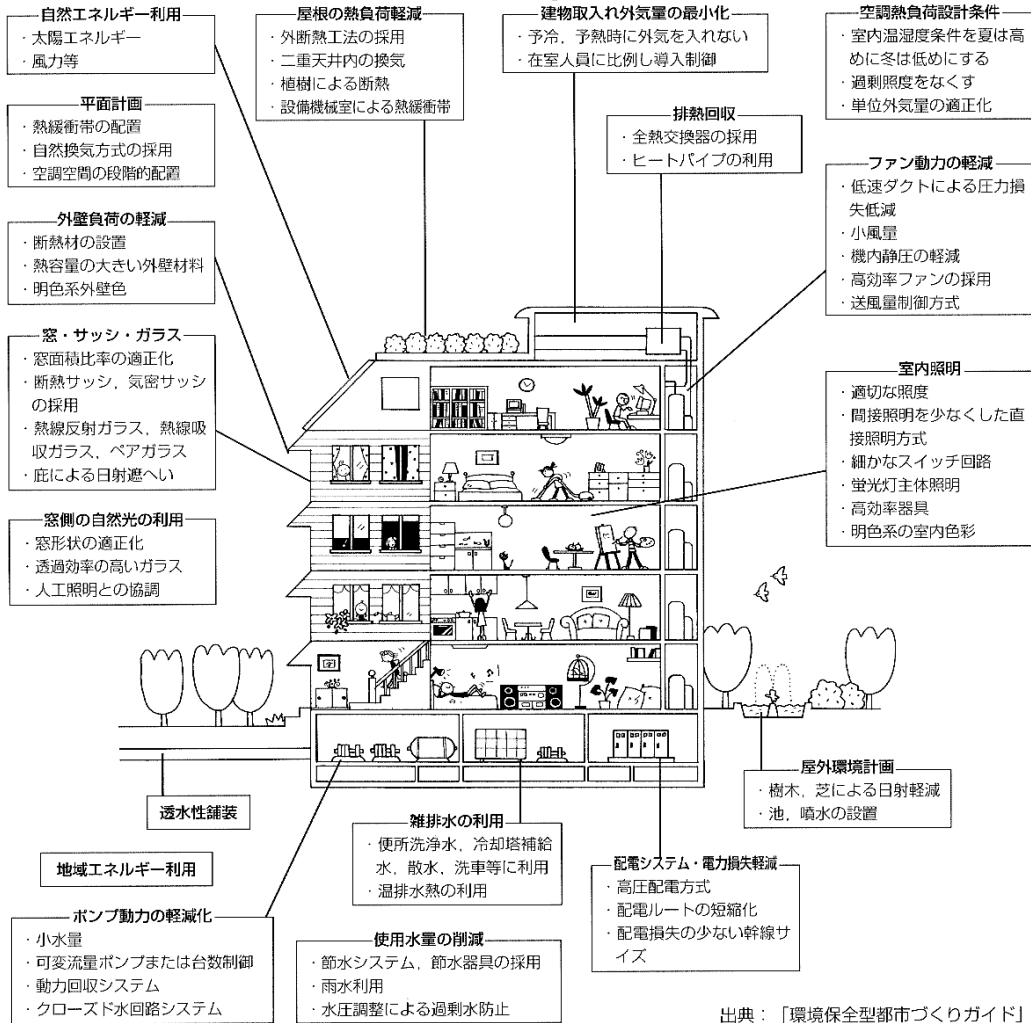 自然エネルギー利用
・太陽エネルギー
・風力等
屋根の熱負荷軽減
・外断熱工法の採用
・二重天井内の換気
・植樹による断熱
・設備機械室による熱緩衝帯
建物取入れ外気量の最小化
・予冷，予熱時に外気を入れない
・在室人員に比例し導入制御
空調熱負荷設計条件
・室内温湿度条件を夏は高
めに冬は低めにする
・過剰照度をなくす
・単位外気量の適正化
平面計画
・熱緩衝帯の配置
・自然換気方式の採用
・空調空間の段階的配置
排熱回収
・全熱交換器の採用
・ヒートパイプの利用
ファン動力の軽減
・低速ダクトによる圧力損
失低減
・小風量
・機内静圧の軽減
・高効率ファンの採用
・送風量制御方式
外壁負荷の軽減
・断熱材の設置
・熱容量の大きい外壁材料
・明色系外壁色
窓・サッシ・ガラス
・窓面積比率の適正化
・断熱サッシ，気密サッシ
の採用
・熱線反射ガラス，熱線吸
収ガラス，ペアガラス
・庇による日射遮へい
室内照明
・適切な照度
・間接照明を少なくした直
接照明方式
・細かなスイッチ回路
・蛍光灯主体照明
・高効率器具
・明色系の室内色彩
窓側の自然光の利用
・窓形状の適正化
・透過効率の高いガラス
・人工照明との協調
屋外環境計画
・樹木，芝による日射軽減
・池，噴水の設置
透水性舗装
雑排水の利用
・便所洗浄水，冷却塔補給
水，散水，洗車等に利用
・温排水熱の利用
地域エネルギー利用
配電システム・電力損失軽減
・高圧配電方式
・配電ルートの短縮化
・配電損失の少ない幹線サ
イズ
ポンプ動力の軽減化
・小水量
・可変流量ポンプまたは台数制御
・動力回収システム
・クローズド水回路システム
使用水量の削減
・節水システム，節水器具の採用
・雨水利用
・水圧調整による過剰水防止
出典：「環境保全型都市づくりガイド」